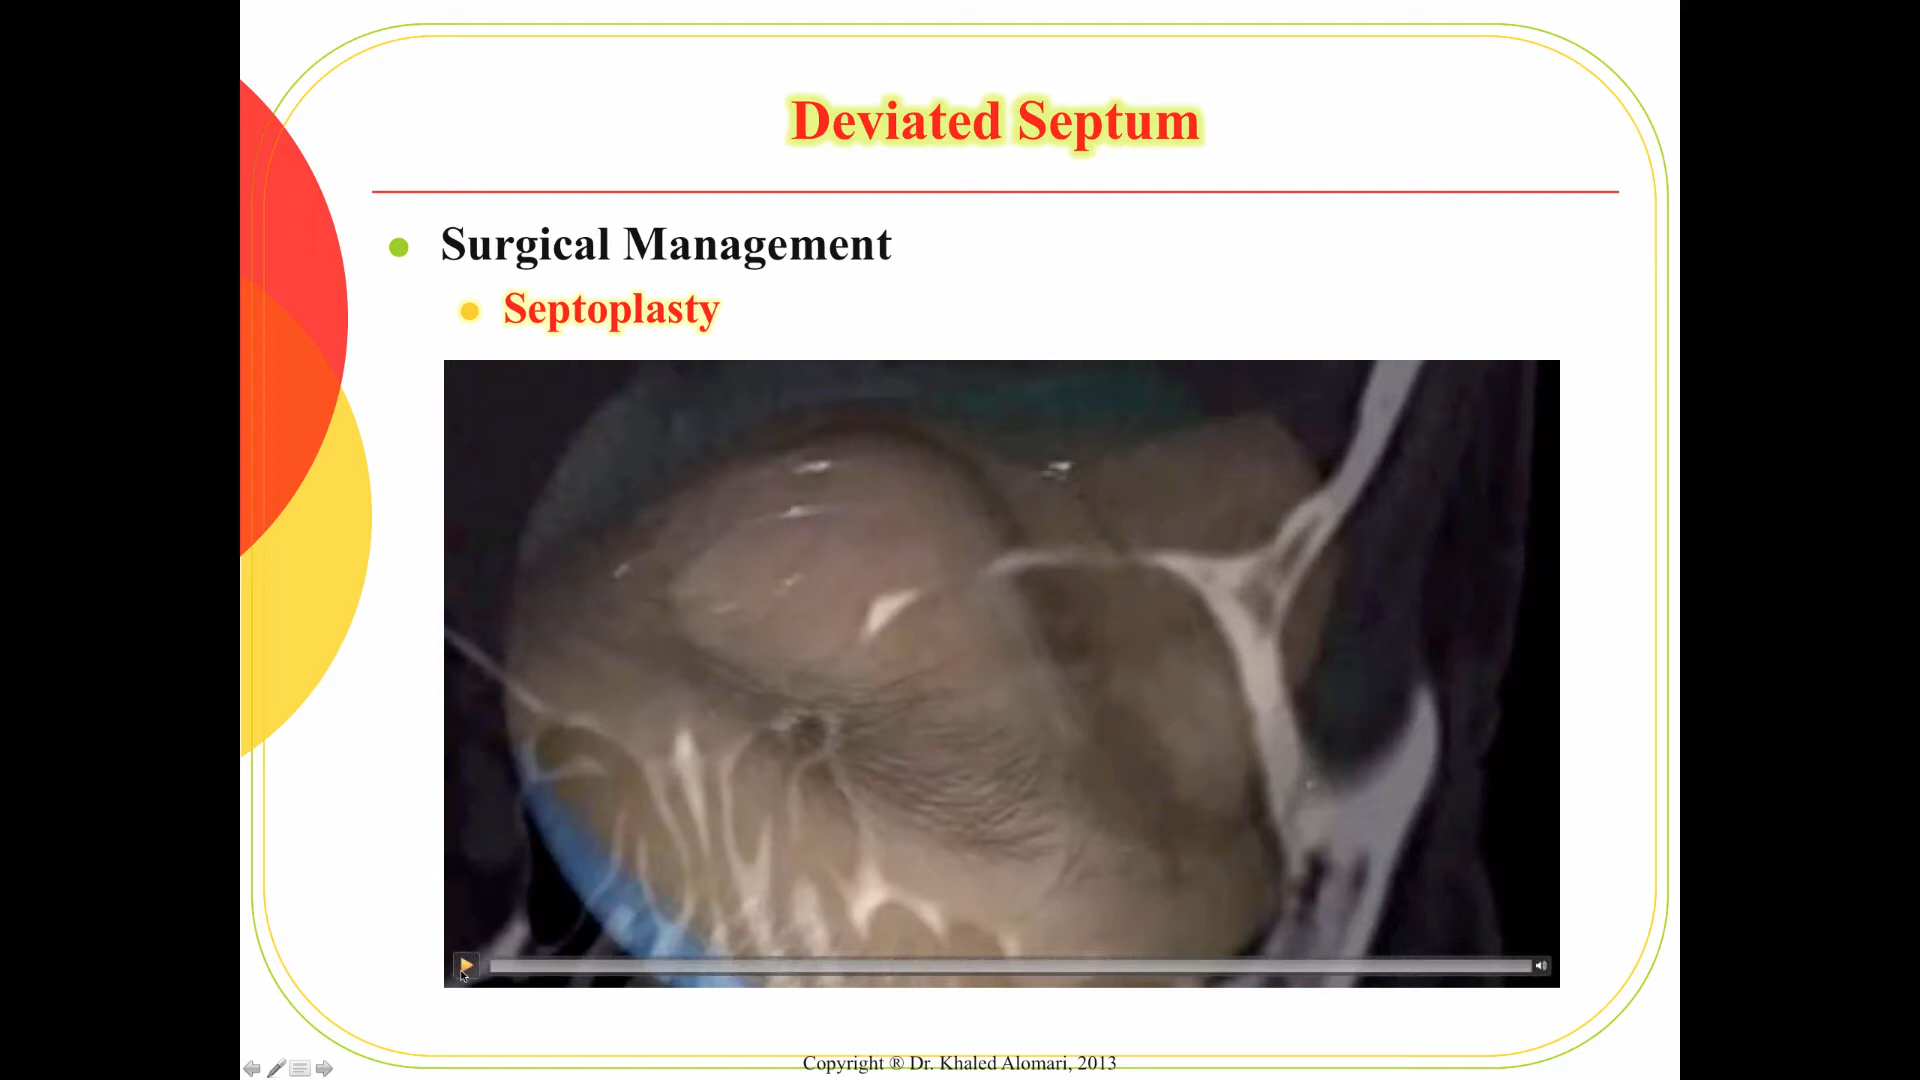 Deviated Septum
Surgical Management
Septoplasty
Copyright ® Dr. Khaled Alomari, 2013